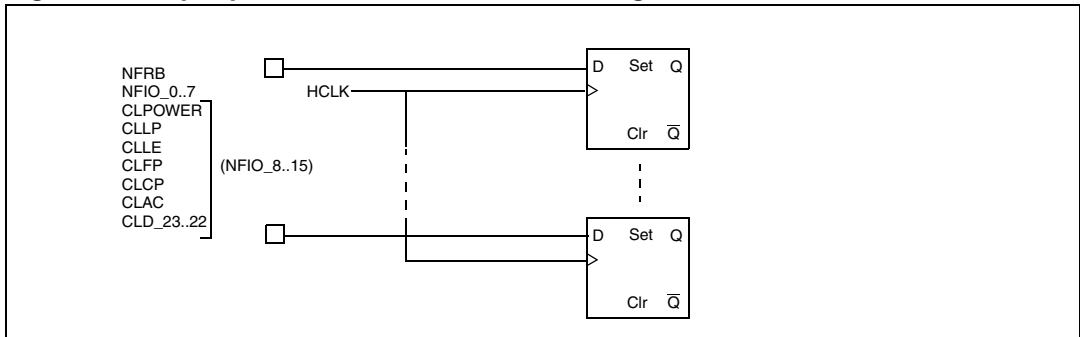 NFRB
NFIO_0..7
CLPOWER
CLLP
CLLE
CLFP
CLCP
CLAC
CLD_23..22
(NFIO_8..15)
HCLK
D Set Q
Clr Q̅
D Set Q
Clr Q̅